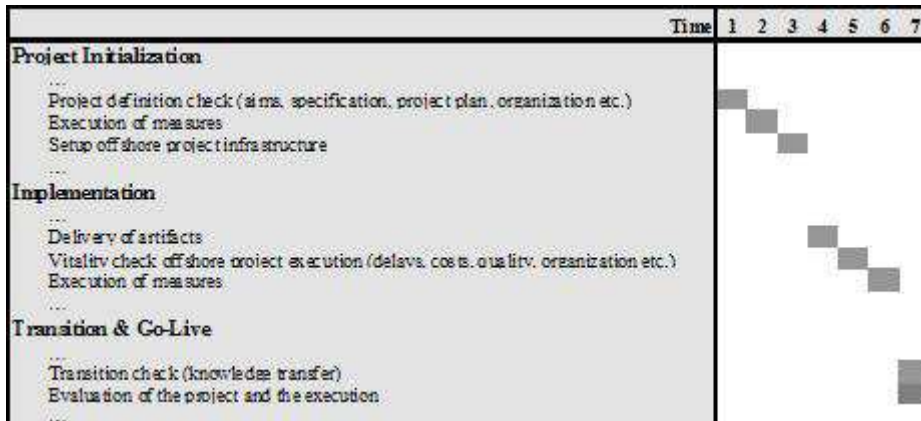 Time 1 2 3 4 5 6 7
Project Initialization
...
Project definition check (aims, specification, project plan, organization etc.)
Execution of measures
Setup offshore project infrastructure
...
Implementation
...
Delivery of artifacts
Vitality check offshore project execution (delays, costs, quality, organization etc.)
Execution of measures
...
Transition & Go-Live
...
Transition check (knowledge transfer)
Evaluation of the project and the execution
...